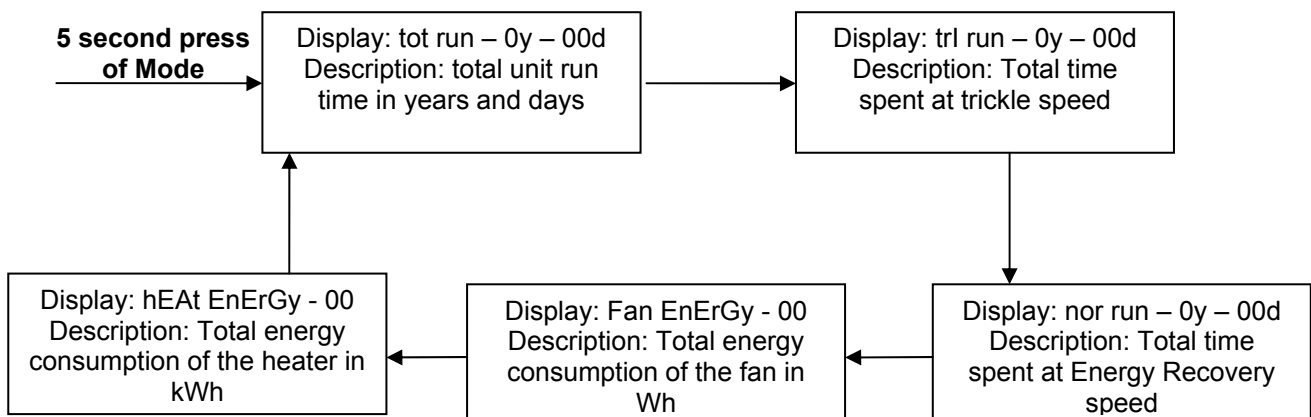 5 second press
of Mode
Display: tot run – 0y – 00d
Description: total unit run
time in years and days
Display: trI run – 0y – 00d
Description: Total time
spent at trickle speed
Display: nor run – 0y – 00d
Description: Total time
spent at Energy Recovery
speed
Display: Fan EnErGy - 00
Description: Total energy
consumption of the fan in
Wh
Display: hEAt EnErGy - 00
Description: Total energy
consumption of the heater in
kWh